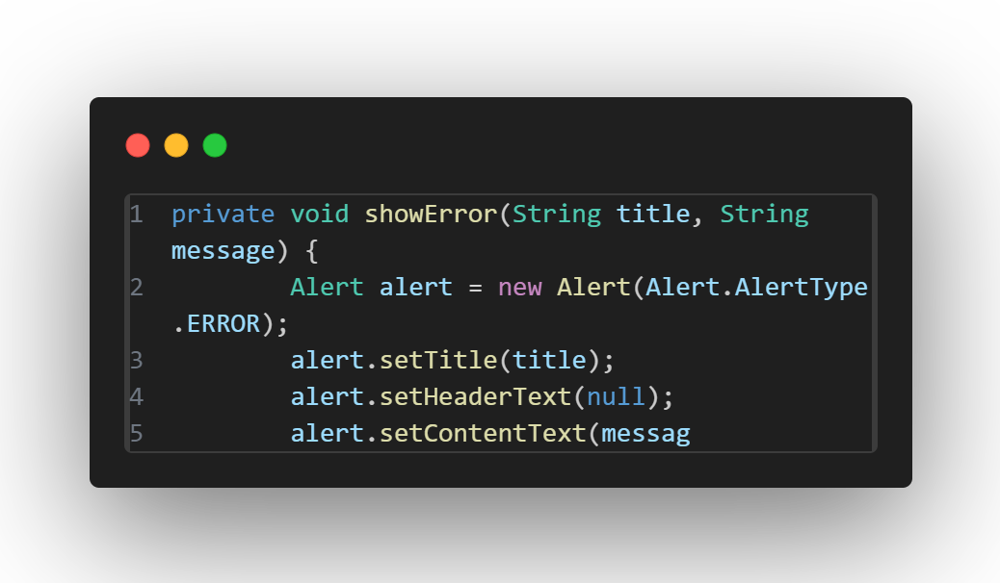 1 private void showError(String title, String
message) {
2 Alert alert = new Alert(Alert.AlertType
.ERROR);
3 alert.setTitle(title);
4 alert.setHeaderText(null);
5 alert.setContentText(messag